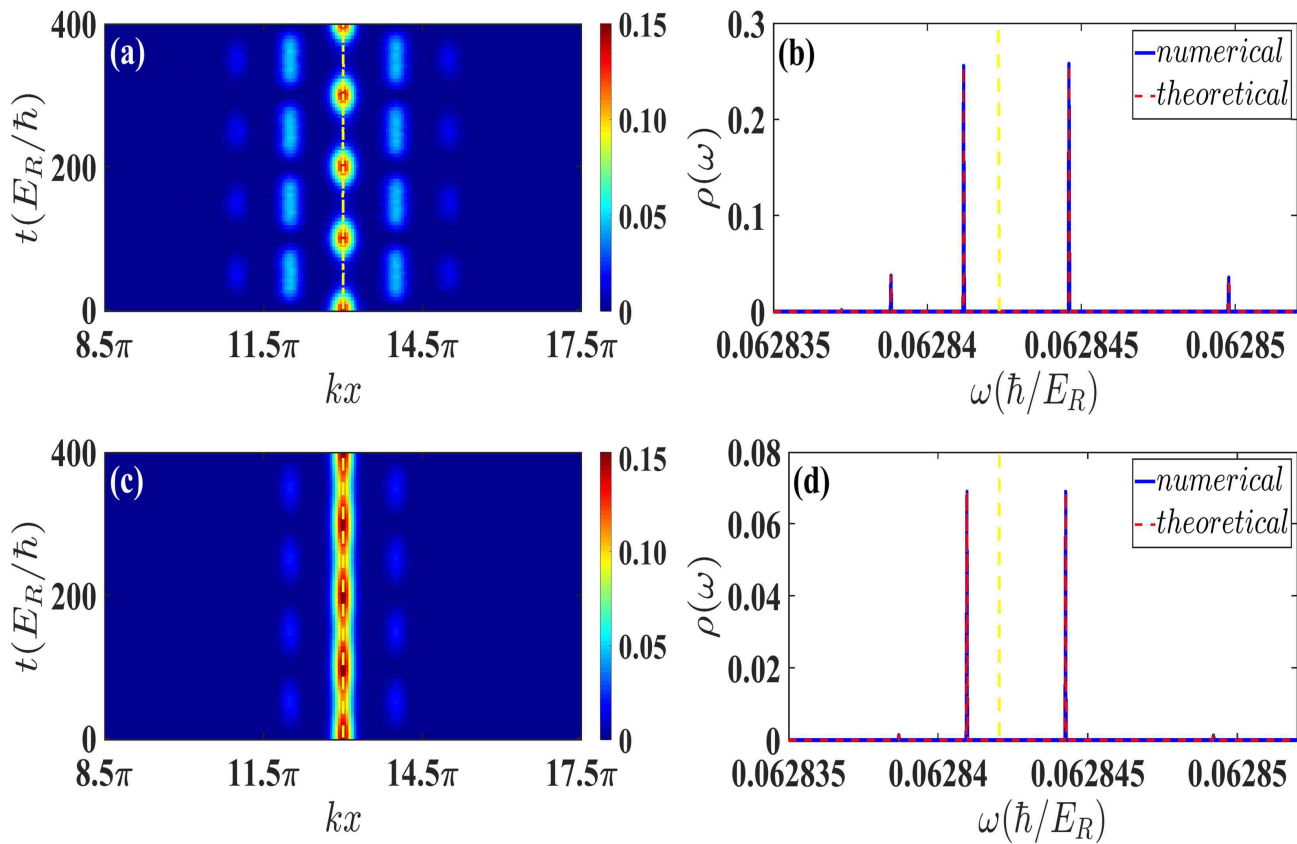 (a)
t(E_R/ħ)
400
200
0
8.5π 11.5π 14.5π 17.5π
kx
0.15
0.10
0.05
0
(b)
numerical
theoretical
ρ(ω)
0.3
0.2
0.1
0
0.062835 0.06284 0.062845 0.06285
ω(ħ/E_R)
(c)
t(E_R/ħ)
400
200
0
8.5π 11.5π 14.5π 17.5π
kx
0.15
0.10
0.05
0
(d)
numerical
theoretical
ρ(ω)
0.08
0.06
0.04
0.02
0
0.062835 0.06284 0.062845 0.06285
ω(ħ/E_R)